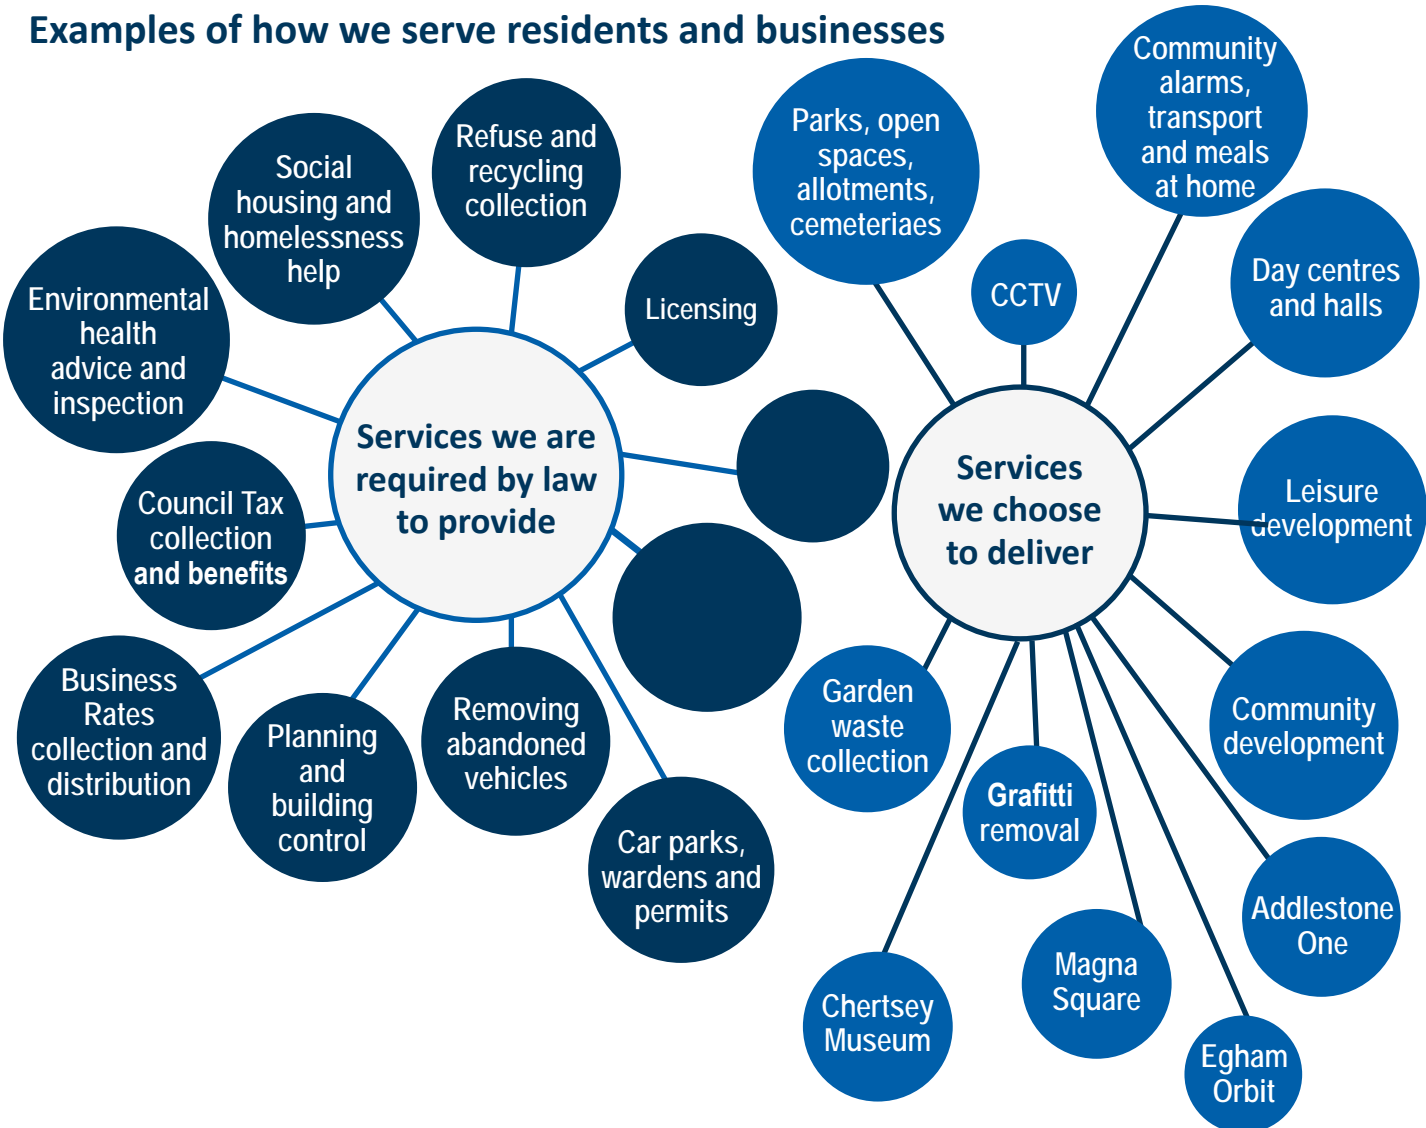 Examples of how we serve residents and businesses
Refuse and
recycling
collection
Social
housing and
homelessness
help
Environmental
health
advice and
inspection
Licensing
Services we are
required by law
to provide
Council Tax
collection
and benefits
Business
Rates
collection and
distribution
Planning
and
building
control
Removing
abandoned
vehicles
Car parks,
wardens and
permits
Parks, open
spaces,
allotments,
cemeteriaes
Community
alarms,
transport
and meals
at home
CCTV
Day centres
and halls
Services
we choose
to deliver
Leisure
development
Community
development
Garden
waste
collection
Grafitti
removal
Addlestone
One
Magna
Square
Chertsey
Museum
Egham
Orbit